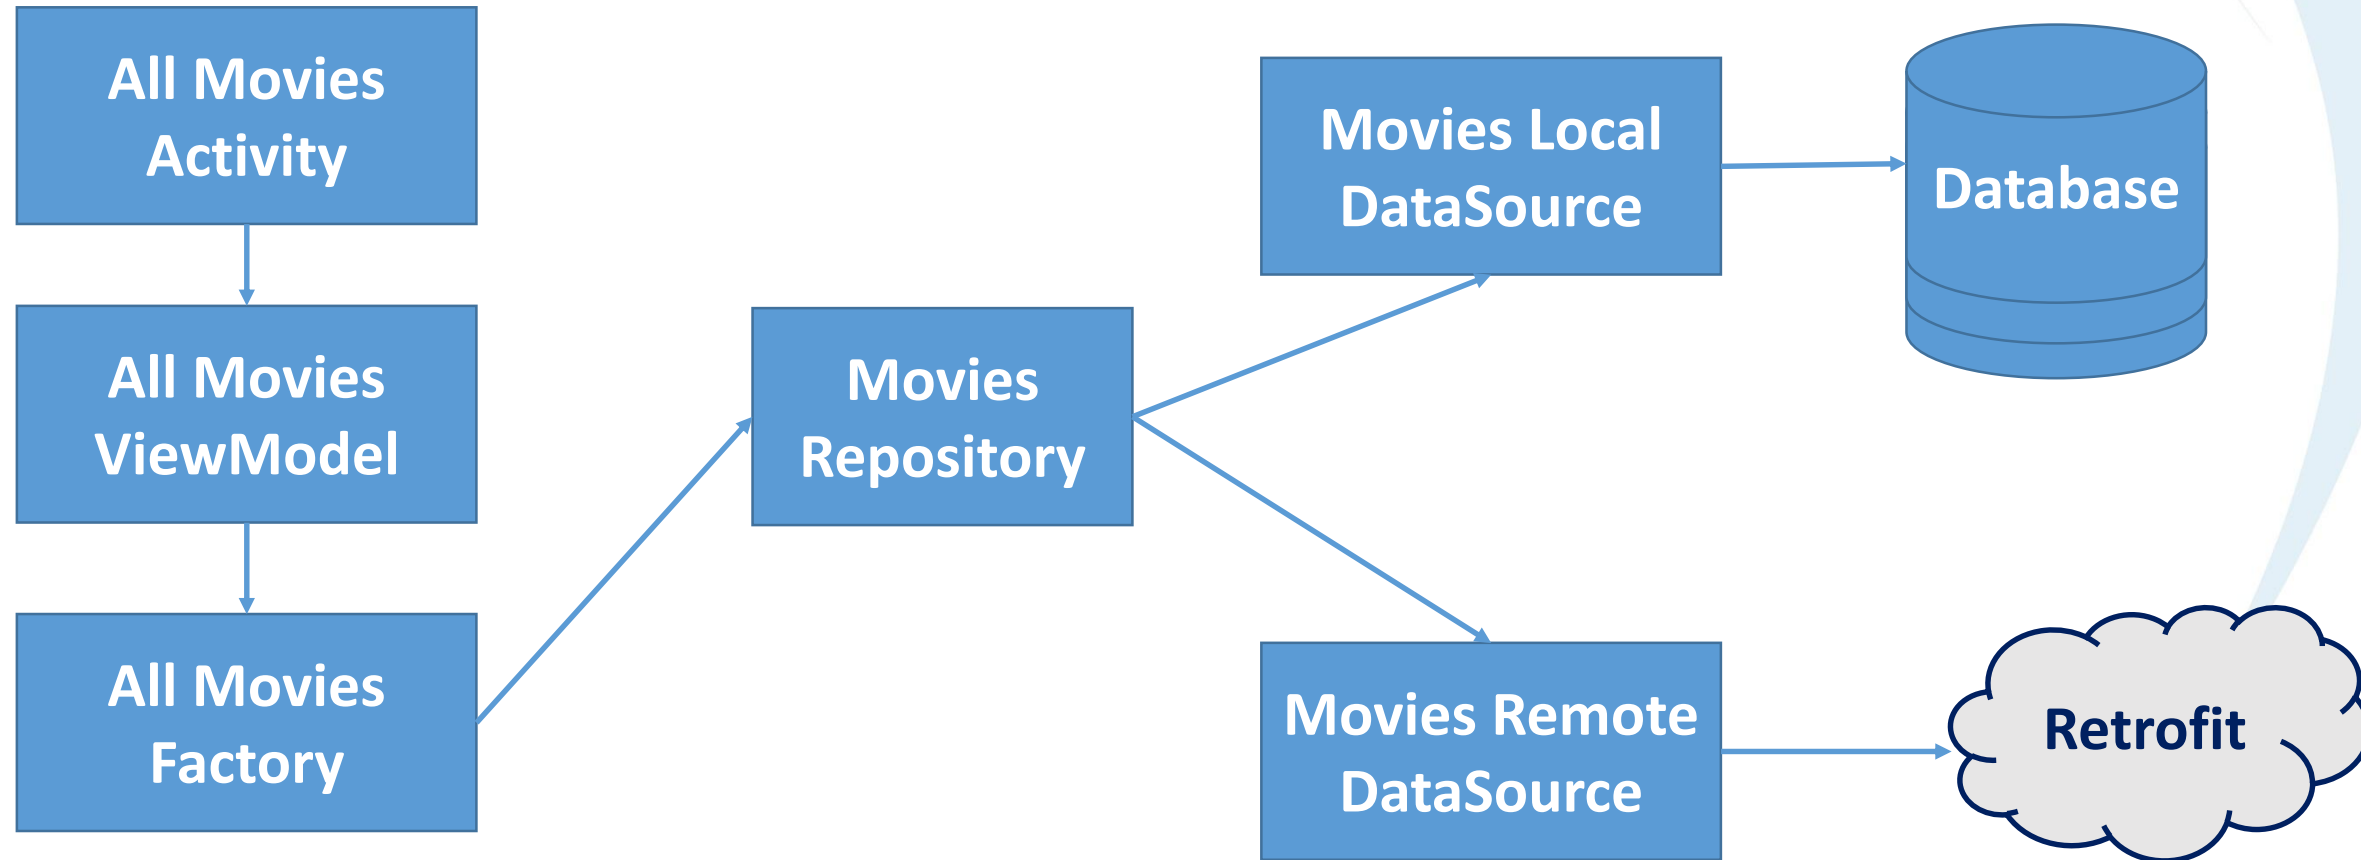 All Movies
Activity
All Movies
ViewModel
All Movies
Factory
Movies
Repository
Movies Local
DataSource
Database
Movies Remote
DataSource
Retrofit